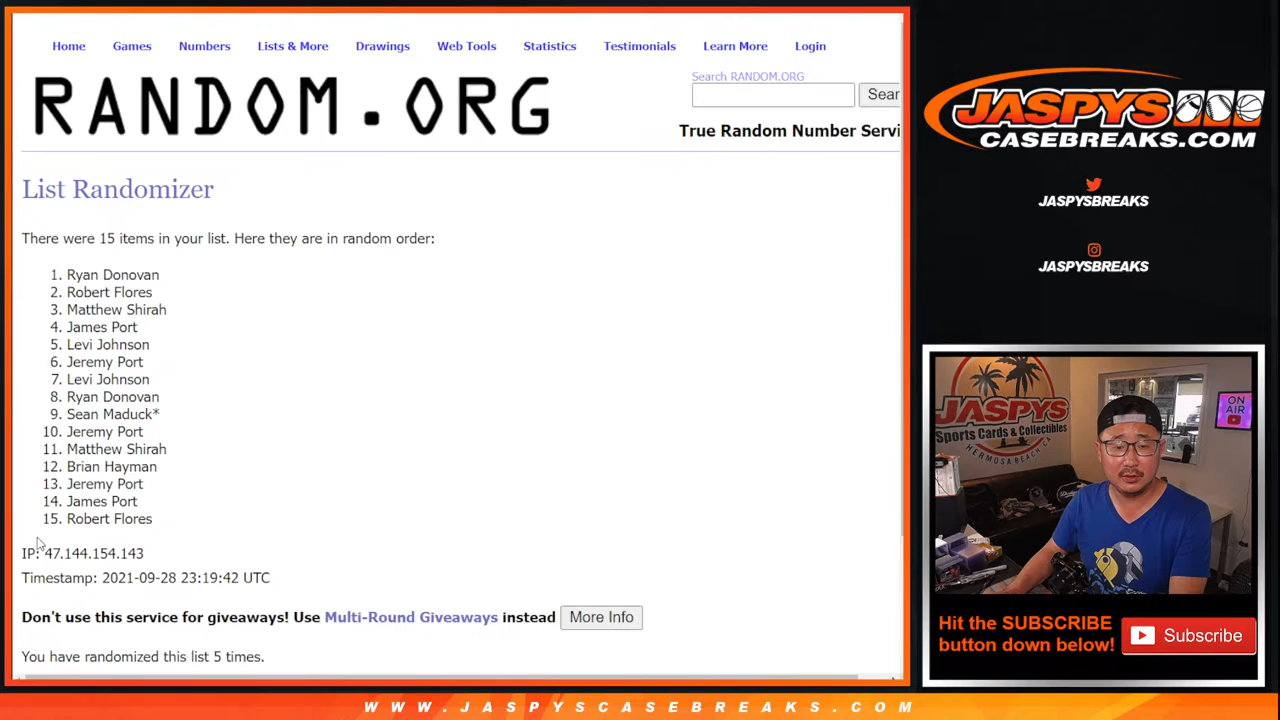 Home Games Numbers Lists & More Drawings Web Tools Statistics Testimonials Learn More Login
Search RANDOM.ORG
RANDOM.ORG
Sear
True Random Number Servi
List Randomizer
There were 15 items in your list. Here they are in random order:
1. Ryan Donovan
2. Robert Flores
3. Matthew Shirah
4. James Port
5. Levi Johnson
6. Jeremy Port
7. Levi Johnson
8. Ryan Donovan
9. Sean Maduck*
10. Jeremy Port
11. Matthew Shirah
12. Brian Hayman
13. Jeremy Port
14. James Port
15. Robert Flores
IP: 47.144.154.143
Timestamp: 2021-09-28 23:19:42 UTC
Don't use this service for giveaways! Use Multi-Round Giveaways instead More Info
You have randomized this list 5 times.
JASPYS
CASEBREAKS.COM
JASPYSBREAKS
JASPYSBREAKS
JASPYS
Sports Cards & Collectibles
HERMOSA BEACH, CA
ON
AIR
Hit the SUBSCRIBE
button down below!
Subscribe
WWW.JASPYSCASEBREAKS.COM